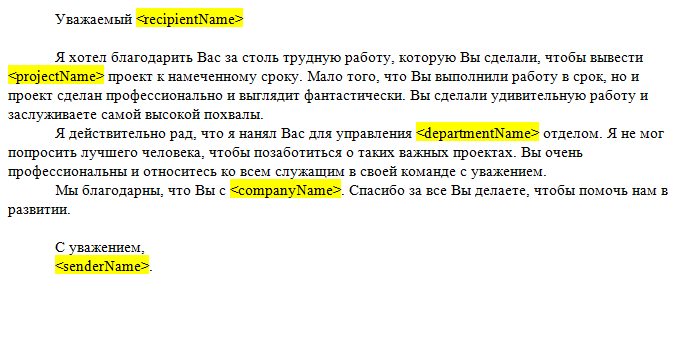 Уважаемый <recipientName>
Я хотел благодарить Вас за столь трудную работу, которую Вы сделали, чтобы вывести
<projectName> проект к намеченному сроку. Мало того, что Вы выполнили работу в срок, но и
проект сделан профессионально и выглядит фантастически. Вы сделали удивительную работу и
заслуживаете самой высокой похвалы.
Я действительно рад, что я нанял Вас для управления <departmentName> отделом. Я не мог
попросить лучшего человека, чтобы позаботиться о таких важных проектах. Вы очень
профессиональны и относитесь ко всем служащим в своей команде с уважением.
Мы благодарны, что Вы с <companyName>. Спасибо за все Вы делаете, чтобы помочь нам в
развитии.
С уважением,
<senderName>.